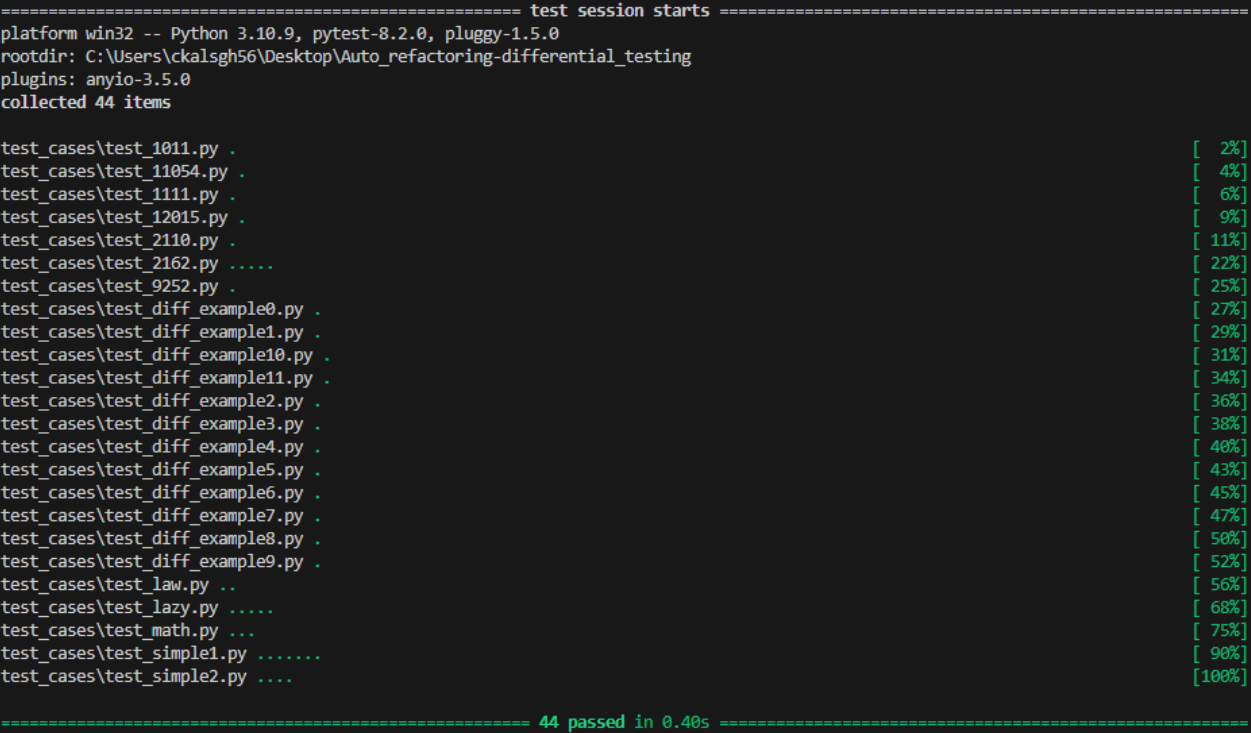 ====================================================== test session starts =======================================================
platform win32 -- Python 3.10.9, pytest-8.2.0, pluggy-1.5.0
rootdir: C:\Users\ckalsgh56\Desktop\Auto_refactoring-differential_testing
plugins: anyio-3.5.0
collected 44 items
test_cases\test_1011.py . [  2%]
test_cases\test_11054.py . [  4%]
test_cases\test_1111.py . [  6%]
test_cases\test_12015.py . [  9%]
test_cases\test_2110.py . [ 11%]
test_cases\test_2162.py ..... [ 22%]
test_cases\test_9252.py . [ 25%]
test_cases\test_diff_example0.py . [ 27%]
test_cases\test_diff_example1.py . [ 29%]
test_cases\test_diff_example10.py . [ 31%]
test_cases\test_diff_example11.py . [ 34%]
test_cases\test_diff_example2.py . [ 36%]
test_cases\test_diff_example3.py . [ 38%]
test_cases\test_diff_example4.py . [ 40%]
test_cases\test_diff_example5.py . [ 43%]
test_cases\test_diff_example6.py . [ 45%]
test_cases\test_diff_example7.py . [ 47%]
test_cases\test_diff_example8.py . [ 50%]
test_cases\test_diff_example9.py . [ 52%]
test_cases\test_law.py .. [ 56%]
test_cases\test_lazy.py ..... [ 68%]
test_cases\test_math.py ... [ 75%]
test_cases\test_simple1.py ....... [ 90%]
test_cases\test_simple2.py .... [100%]
======================================================= 44 passed in 0.40s =======================================================